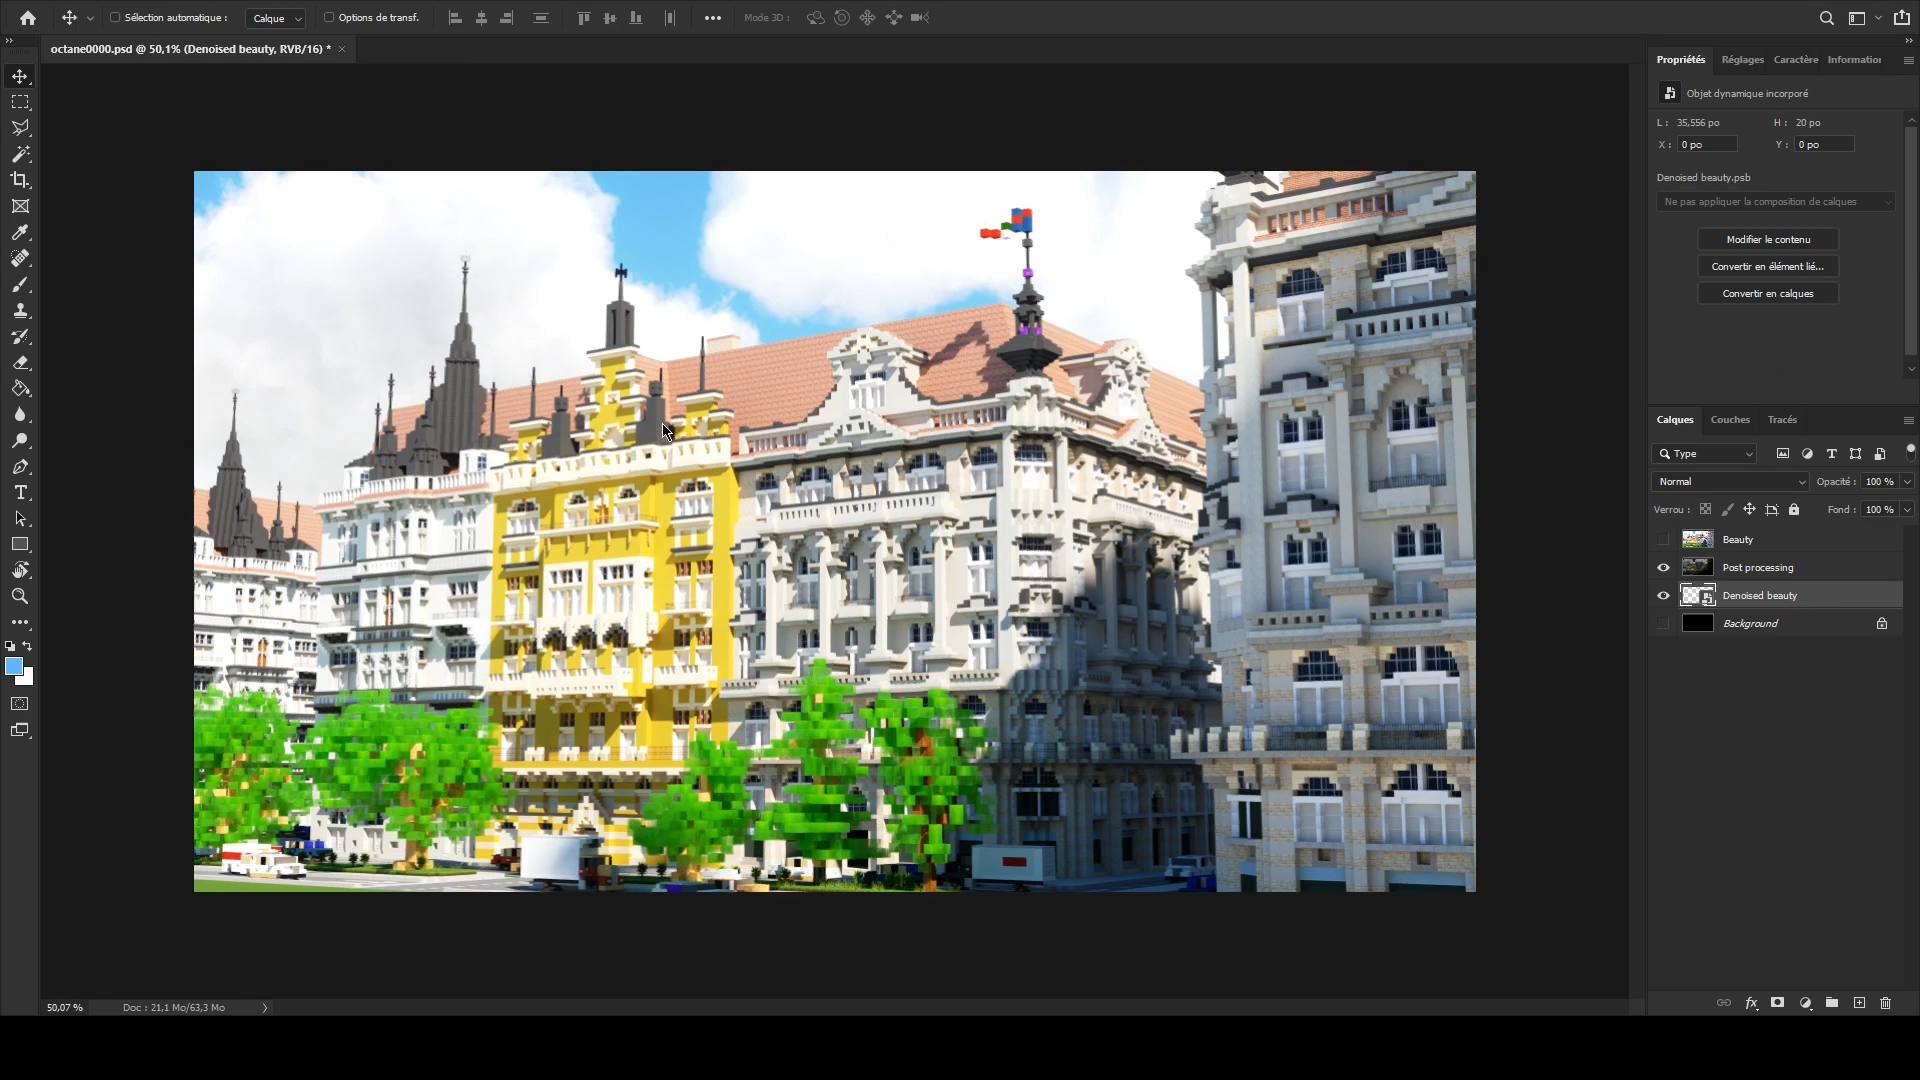 Sélection automatique :
Calque
Options de transf.
Mode 3D :
octane0000.psd @ 50,1% (Denoised beauty, RVB/16) *
Propriétés
Réglages
Caractère
Information
Objet dynamique incorporé
L : 35,556 po
H : 20 po
X : 0 po
Y : 0 po
Denoised beauty.psb
Ne pas appliquer la composition de calques
Modifier le contenu
Convertir en élément lié...
Convertir en calques
Calques
Couches
Tracés
Type
Normal
Opacité : 100 %
Verrou :
Fond : 100 %
Beauty
Post processing
Denoised beauty
Background
50,07 %
Doc : 21,1 Mo/63,3 Mo